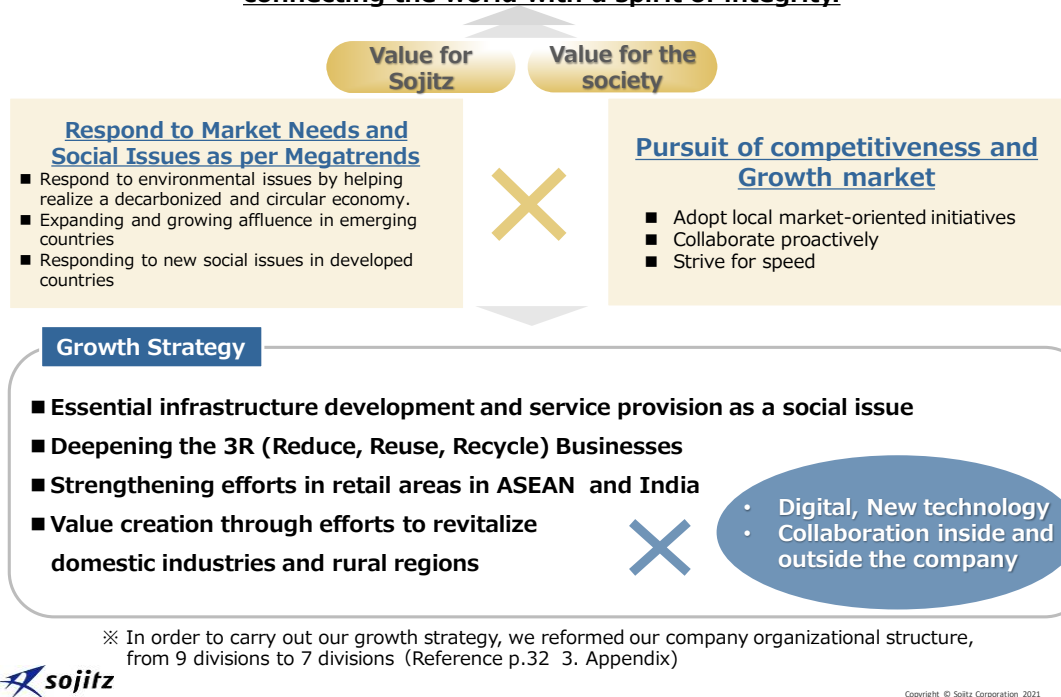 connecting the world with a spirit of integrity.
Value for
Sojitz
Value for the
society
Respond to Market Needs and
Social Issues as per Megatrends
■ Respond to environmental issues by helping
realize a decarbonized and circular economy.
■ Expanding and growing affluence in emerging
countries
■ Responding to new social issues in developed
countries
Pursuit of competitiveness and
Growth market
■ Adopt local market-oriented initiatives
■ Collaborate proactively
■ Strive for speed
Growth Strategy
■ Essential infrastructure development and service provision as a social issue
■ Deepening the 3R (Reduce, Reuse, Recycle) Businesses
■ Strengthening efforts in retail areas in ASEAN and India
■ Value creation through efforts to revitalize
domestic industries and rural regions
• Digital, New technology
• Collaboration inside and
outside the company
※ In order to carry out our growth strategy, we reformed our company organizational structure,
from 9 divisions to 7 divisions (Reference p.32 3. Appendix)
sojitz
Copyright © Sojitz Corporation 2021